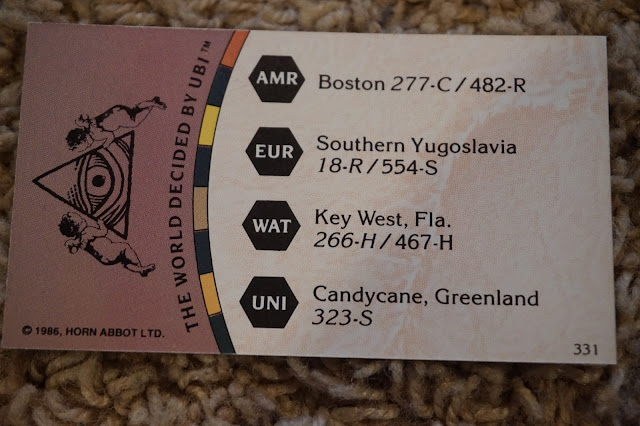 THE WORLD DECIDED BY UBI™
© 1986, HORN ABBOT LTD.
AMR Boston 277-C / 482-R
EUR Southern Yugoslavia
18-R / 554-S
WAT Key West, Fla.
266-H / 467-H
UNI Candycane, Greenland
323-S
331